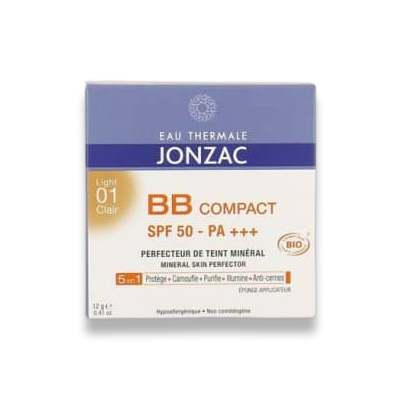 EAU THERMALE
JONZAC
Light
01
Clair
BB COMPACT
SPF 50 - PA +++
PERFECTEUR DE TEINT MINÉRAL
MINERAL SKIN PERFECTOR
5 en 1 Protège + Camoufle + Purifie + Illumine + Anti-cernes
ÉPONGE APPLICATEUR
BIO
12 g e
0.41 oz
Hypoallergénique • Non comédogène